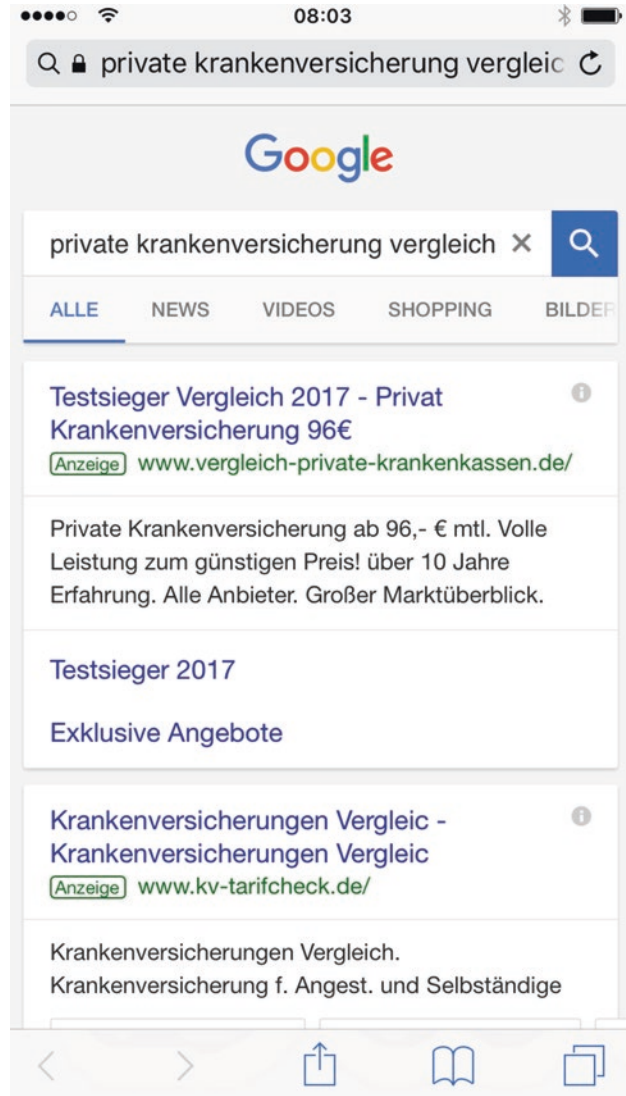 08:03
private krankenversicherung vergleic
Google
private krankenversicherung vergleich
ALLE NEWS VIDEOS SHOPPING BILDER
Testsieger Vergleich 2017 - Privat
Krankenversicherung 96€
Anzeige www.vergleich-private-krankenkassen.de/
Private Krankenversicherung ab 96,- € mtl. Volle
Leistung zum günstigen Preis! über 10 Jahre
Erfahrung. Alle Anbieter. Großer Marktüberblick.
Testsieger 2017
Exklusive Angebote
Krankenversicherungen Vergleic -
Krankenversicherungen Vergleic
Anzeige www.kv-tarifcheck.de/
Krankenversicherungen Vergleich.
Krankenversicherung f. Angest. und Selbständige